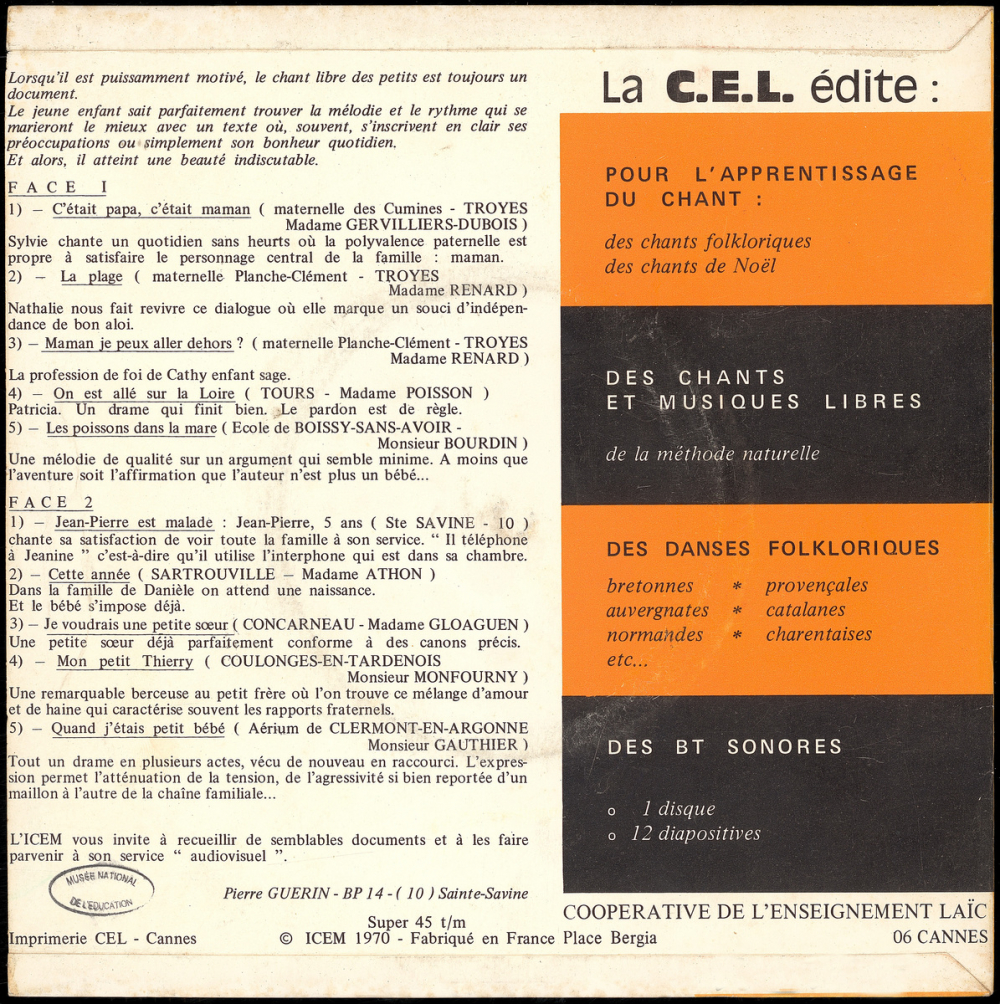 Lorsqu'il est puissamment motivé, le chant libre des petits est toujours un
document.
Le jeune enfant sait parfaitement trouver la mélodie et le rythme qui se
marieront le mieux avec un texte où, souvent, s'inscrivent en clair ses
préoccupations ou simplement son bonheur quotidien.
Et alors, il atteint une beauté indiscutable.
FACE I
1) – C'était papa, c'était maman ( maternelle des Cumines - TROYES
Madame GERVILLIERS-DUBOIS )
Sylvie chante un quotidien sans heurts où la polyvalence paternelle est
propre à satisfaire le personnage central de la famille : maman.
2) – La plage ( maternelle Planche-Clément - TROYES
Madame RENARD )
Nathalie nous fait revivre ce dialogue où elle marque un souci d'indépen-
dance de bon aloi.
3) – Maman je peux aller dehors ? ( maternelle Planche-Clément - TROYES
Madame RENARD )
La profession de foi de Cathy enfant sage.
4) – On est allé sur la Loire ( TOURS - Madame POISSON )
Patricia. Un drame qui finit bien. Le pardon est de règle.
5) – Les poissons dans la mare ( Ecole de BOISSY-SANS-AVOIR -
Monsieur BOURDIN )
Une mélodie de qualité sur un argument qui semble minime. A moins que
l'aventure soit l'affirmation que l'auteur n'est plus un bébé...
FACE 2
1) – Jean-Pierre est malade : Jean-Pierre, 5 ans ( Ste SAVINE - 10 )
chante sa satisfaction de voir toute la famille à son service. “ Il téléphone
à Jeanine ” c'est-à-dire qu'il utilise l'interphone qui est dans sa chambre.
2) – Cette année ( SARTROUVILLE – Madame ATHON )
Dans la famille de Danièle on attend une naissance.
Et le bébé s'impose déjà.
3) – Je voudrais une petite sœur ( CONCARNEAU - Madame GLOAGUEN )
Une petite sœur déjà parfaitement conforme à des canons précis.
4) – Mon petit Thierry ( COULONGES-EN-TARDENOIS
Monsieur MONFOURNY )
Une remarquable berceuse au petit frère où l'on trouve ce mélange d'amour
et de haine qui caractérise souvent les rapports fraternels.
5) – Quand j'étais petit bébé ( Aérium de CLERMONT-EN-ARGONNE
Monsieur GAUTHIER )
Tout un drame en plusieurs actes, vécu de nouveau en raccourci. L'expres-
sion permet l'atténuation de la tension, de l'agressivité si bien reportée d'un
maillon à l'autre de la chaîne familiale...
L'ICEM vous invite à recueillir de semblables documents et à les faire
parvenir à son service “ audiovisuel ”.
MUSÉE NATIONAL
DE L'EDUCATION
Pierre GUERIN - BP 14 - ( 10 ) Sainte-Savine
Super 45 t/m
Imprimerie CEL - Cannes
© ICEM 1970 - Fabriqué en France Place Bergia
La C.E.L. édite :
POUR L'APPRENTISSAGE
DU CHANT :
des chants folkloriques
des chants de Noël
DES CHANTS
ET MUSIQUES LIBRES
de la méthode naturelle
DES DANSES FOLKLORIQUES
bretonnes * provençales
auvergnates * catalanes
normandes * charentaises
etc...
DES BT SONORES
o 1 disque
o 12 diapositives
COOPERATIVE DE L'ENSEIGNEMENT LAÏC
06 CANNES